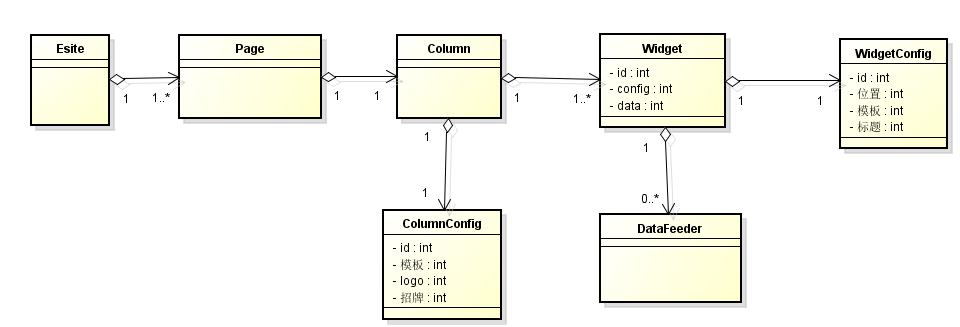 Esite
1
1..*
Page
1
1
Column
1
1..*
1
1
Widget
- id : int
- config : int
- data : int
1
1
1
0..*
WidgetConfig
- id : int
- 位置 : int
- 模板 : int
- 标题 : int
ColumnConfig
- id : int
- 模板 : int
- logo : int
- 招牌 : int
DataFeeder